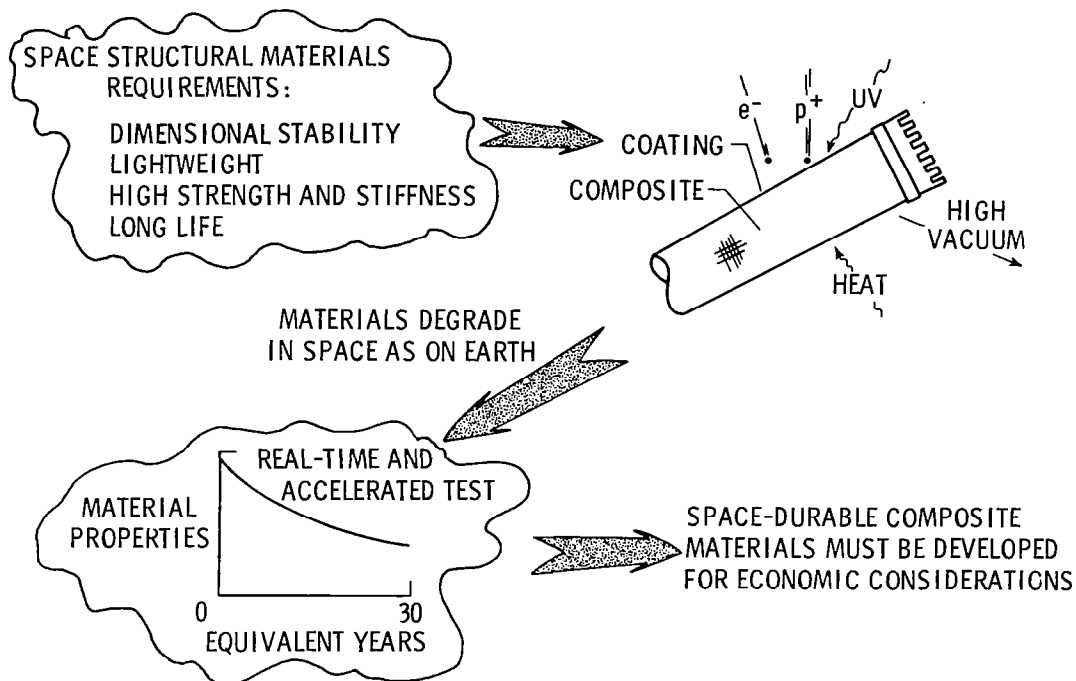 SPACE STRUCTURAL MATERIALS
REQUIREMENTS:
DIMENSIONAL STABILITY
LIGHTWEIGHT
HIGH STRENGTH AND STIFFNESS
LONG LIFE
e-
p+
UV
COATING
COMPOSITE
HIGH
VACUUM
HEAT
MATERIALS DEGRADE
IN SPACE AS ON EARTH
REAL-TIME AND
ACCELERATED TEST
MATERIAL
PROPERTIES
0
30
EQUIVALENT YEARS
SPACE-DURABLE COMPOSITE
MATERIALS MUST BE DEVELOPED
FOR ECONOMIC CONSIDERATIONS